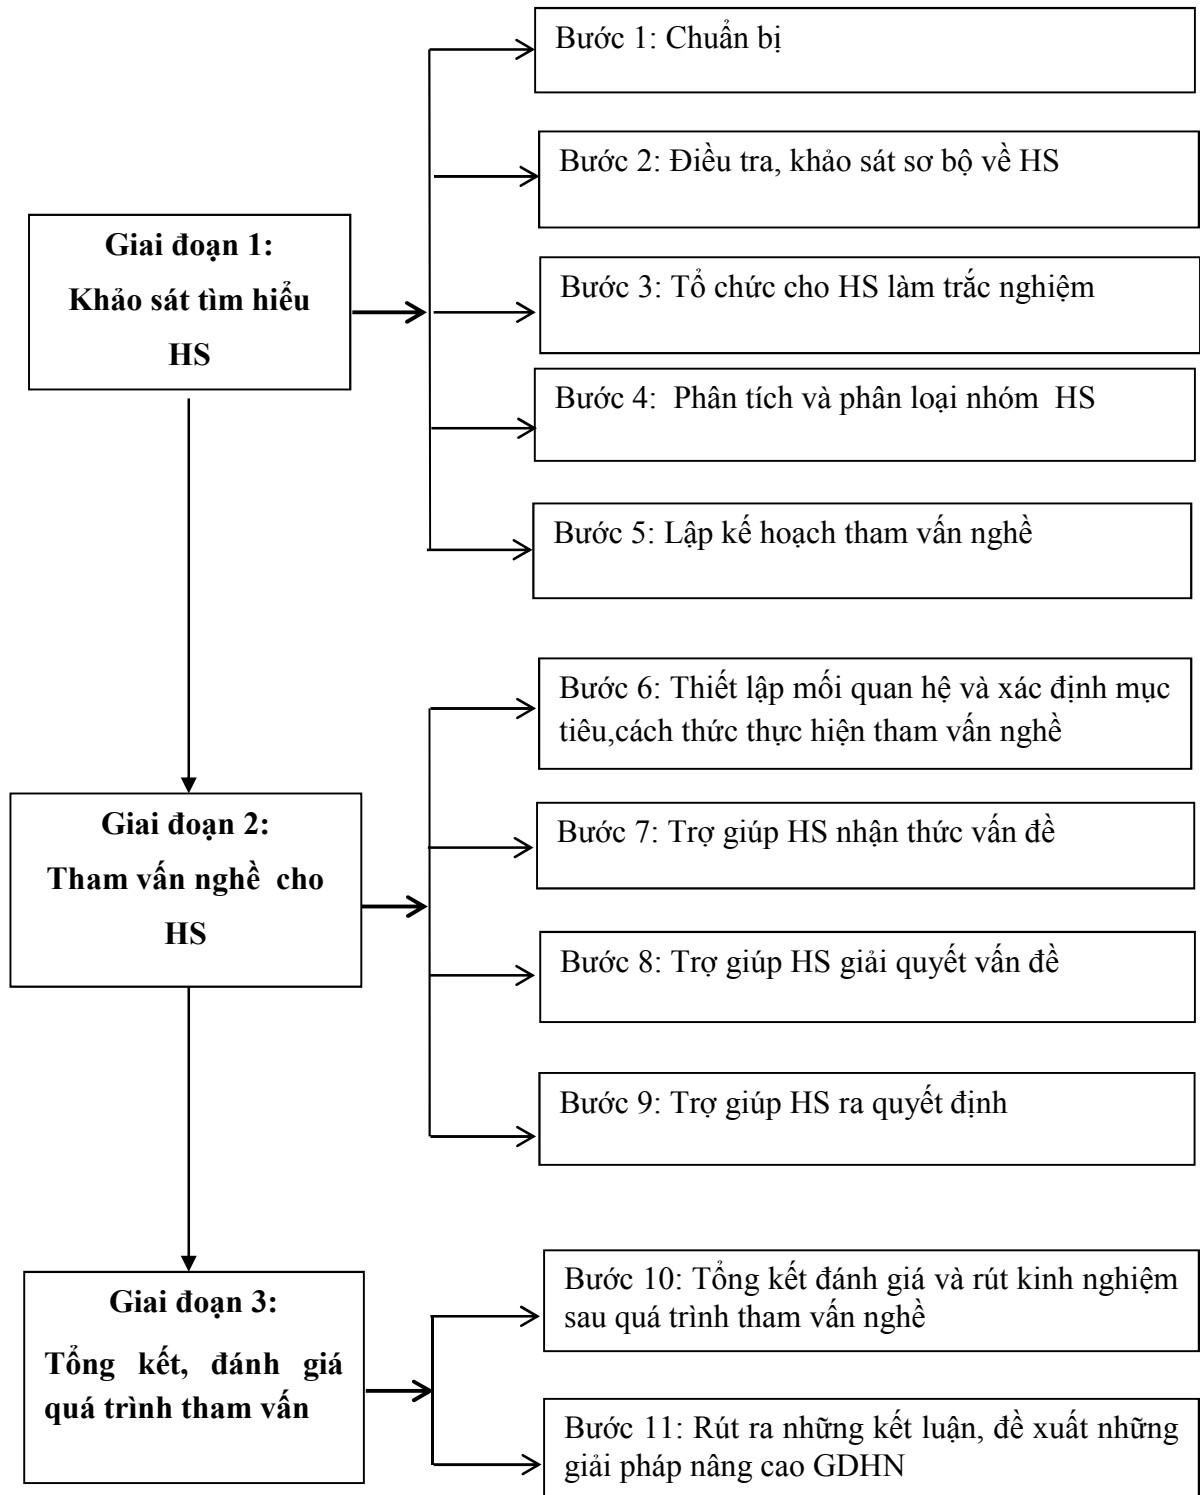 Bước 1: Chuẩn bị
Bước 2: Điều tra, khảo sát sơ bộ về HS
Giai đoạn 1:
Khảo sát tìm hiểu
HS
Bước 3: Tổ chức cho HS làm trắc nghiệm
Bước 4: Phân tích và phân loại nhóm HS
Bước 5: Lập kế hoạch tham vấn nghề
Bước 6: Thiết lập mối quan hệ và xác định mục
tiêu,cách thức thực hiện tham vấn nghề
Giai đoạn 2:
Tham vấn nghề cho
HS
Bước 7: Trợ giúp HS nhận thức vấn đề
Bước 8: Trợ giúp HS giải quyết vấn đề
Bước 9: Trợ giúp HS ra quyết định
Giai đoạn 3:
Tổng kết, đánh giá
quá trình tham vấn
Bước 10: Tổng kết đánh giá và rút kinh nghiệm
sau quá trình tham vấn nghề
Bước 11: Rút ra những kết luận, đề xuất những
giải pháp nâng cao GDHN